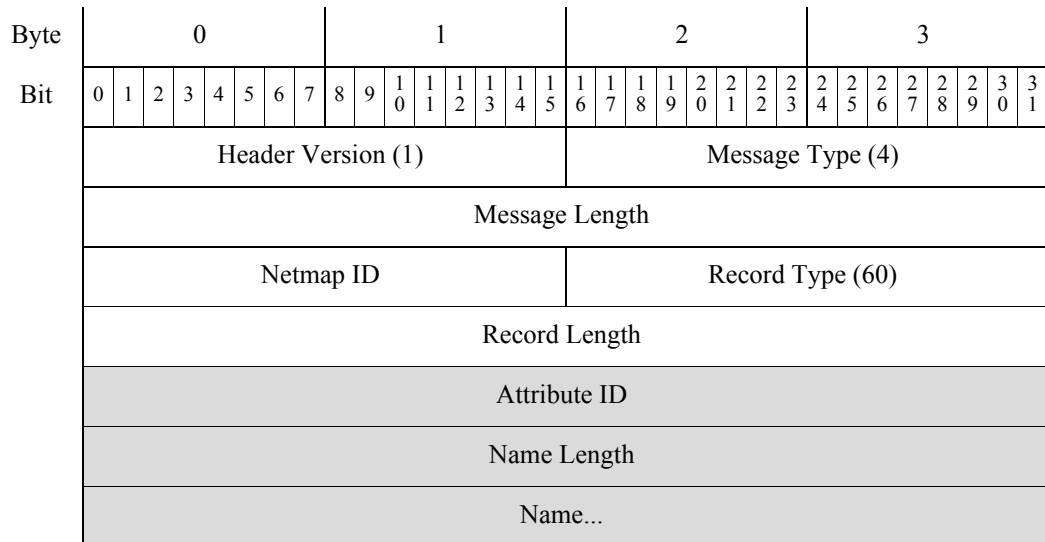 Byte 0 1 2 3
Bit 0 1 2 3 4 5 6 7 8 9 10 11 12 13 14 15 16 17 18 19 20 21 22 23 24 25 26 27 28 29 30 31
Header Version (1) Message Type (4)
Message Length
Netmap ID Record Type (60)
Record Length
Attribute ID
Name Length
Name...